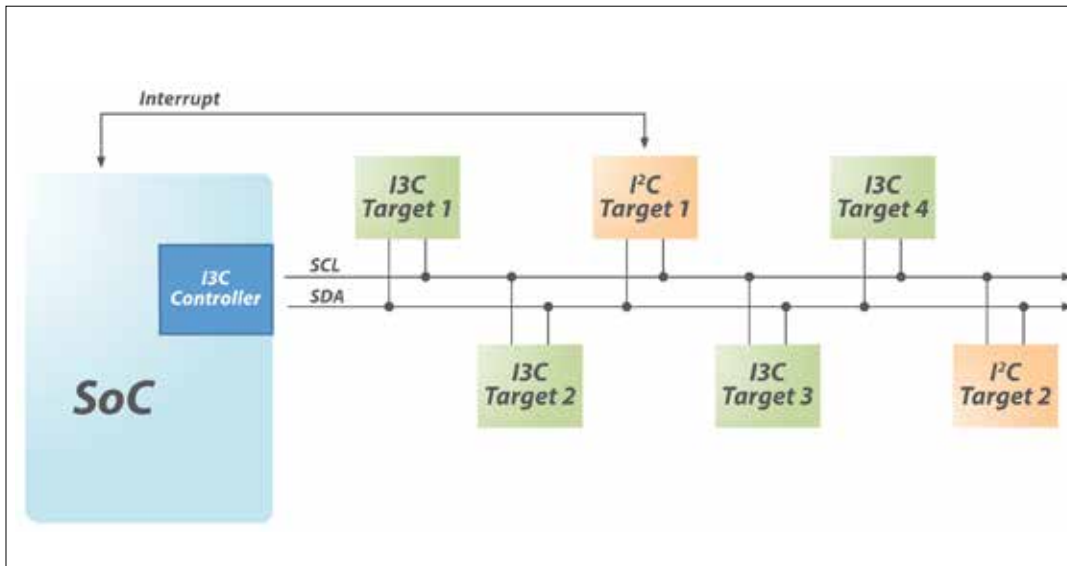 Interrupt
I3C
Target 1
I²C
Target 1
I3C
Target 4
I3C
Controller
SCL
SDA
SoC
I3C
Target 2
I3C
Target 3
I²C
Target 2